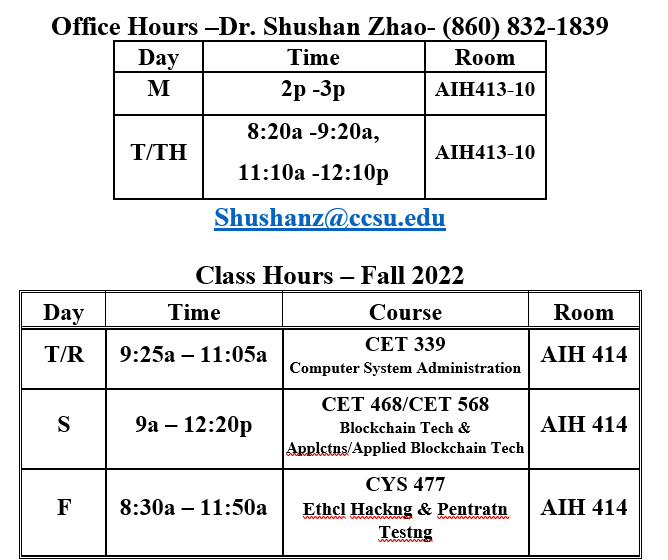 Office Hours –Dr. Shushan Zhao- (860) 832-1839
Day Time Room
M 2p -3p AIH413-10
T/TH 8:20a -9:20a, AIH413-10
11:10a -12:10p
Shushanz@ccsu.edu
Class Hours – Fall 2022
Day Time Course Room
T/R 9:25a – 11:05a CET 339 AIH 414
Computer System Administration
S 9a – 12:20p CET 468/CET 568 AIH 414
Blockchain Tech &
Applctns/Applied Blockchain Tech
F 8:30a – 11:50a CYS 477 AIH 414
Ethcl Hackng & Pentratn
Testng